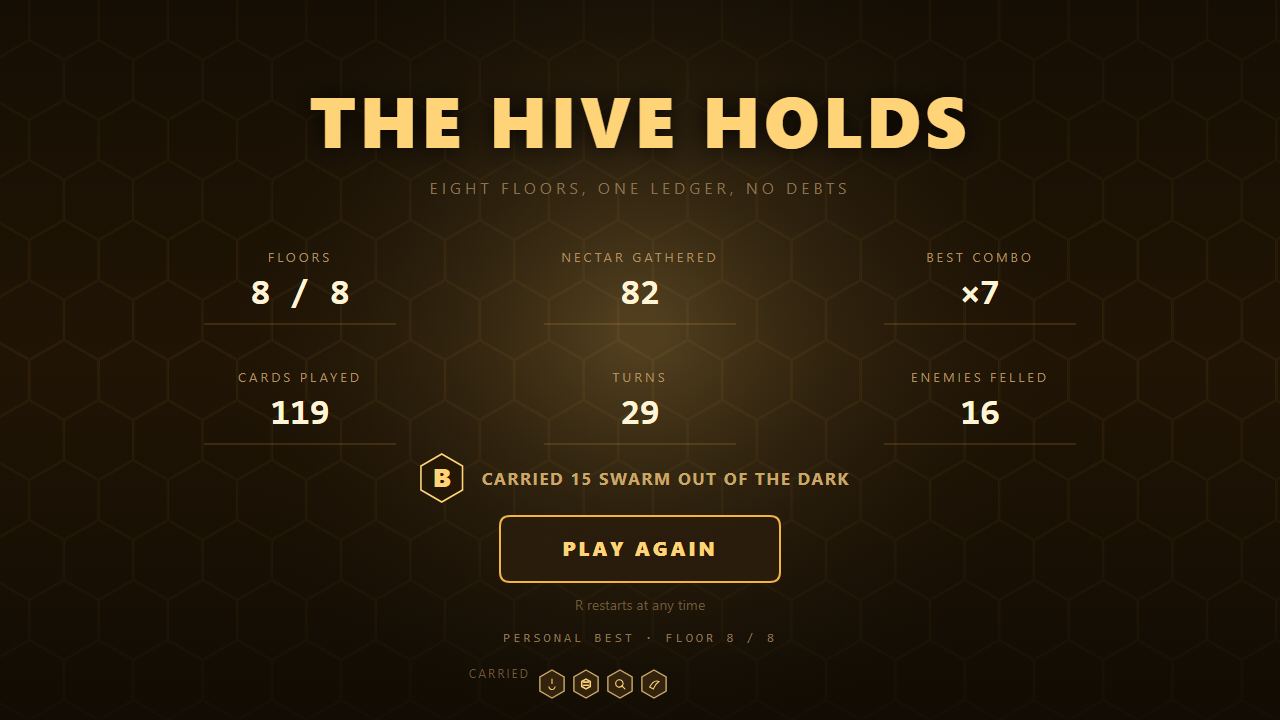 THE HIVE HOLDS
EIGHT FLOORS, ONE LEDGER, NO DEBTS
FLOORS
8 / 8
NECTAR GATHERED
82
BEST COMBO
×7
CARDS PLAYED
119
TURNS
29
ENEMIES FELLED
16
B CARRIED 15 SWARM OUT OF THE DARK
PLAY AGAIN
R restarts at any time
PERSONAL BEST · FLOOR 8 / 8
CARRIED